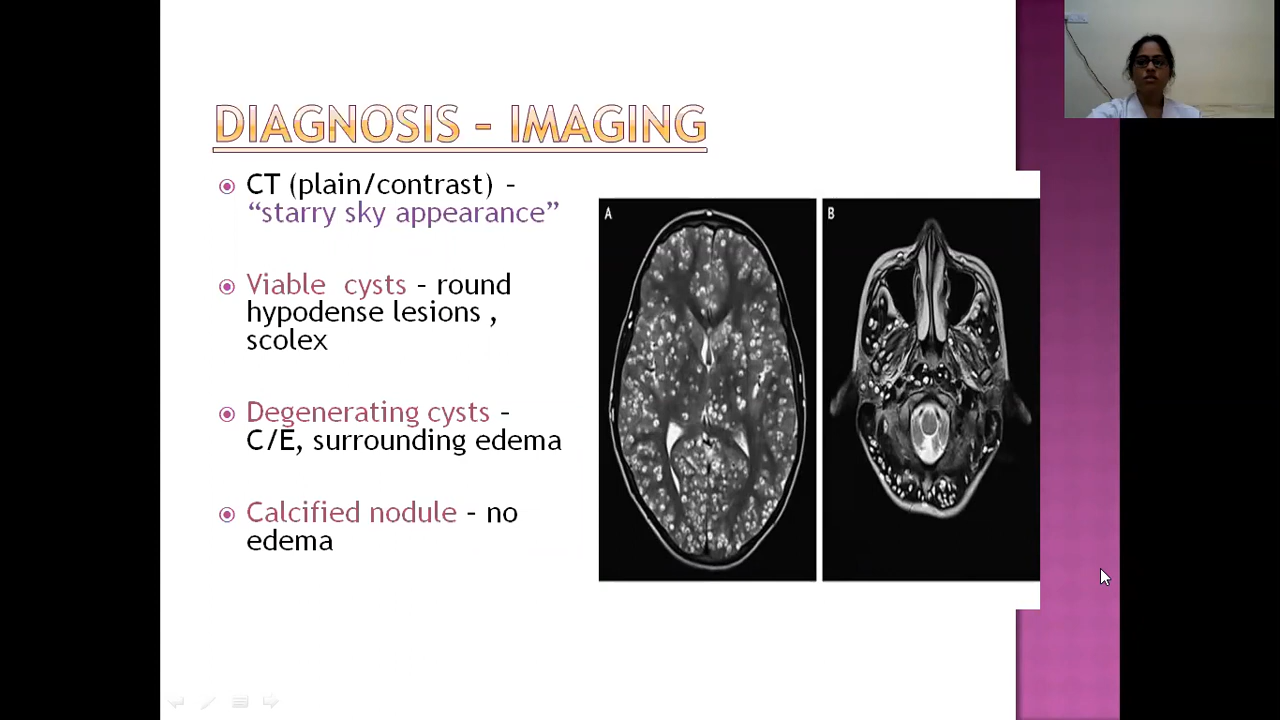 DIAGNOSIS - IMAGING
CT (plain/contrast) -
“starry sky appearance”
Viable cysts - round
hypodense lesions ,
scolex
Degenerating cysts -
C/E, surrounding edema
Calcified nodule - no
edema
A
B